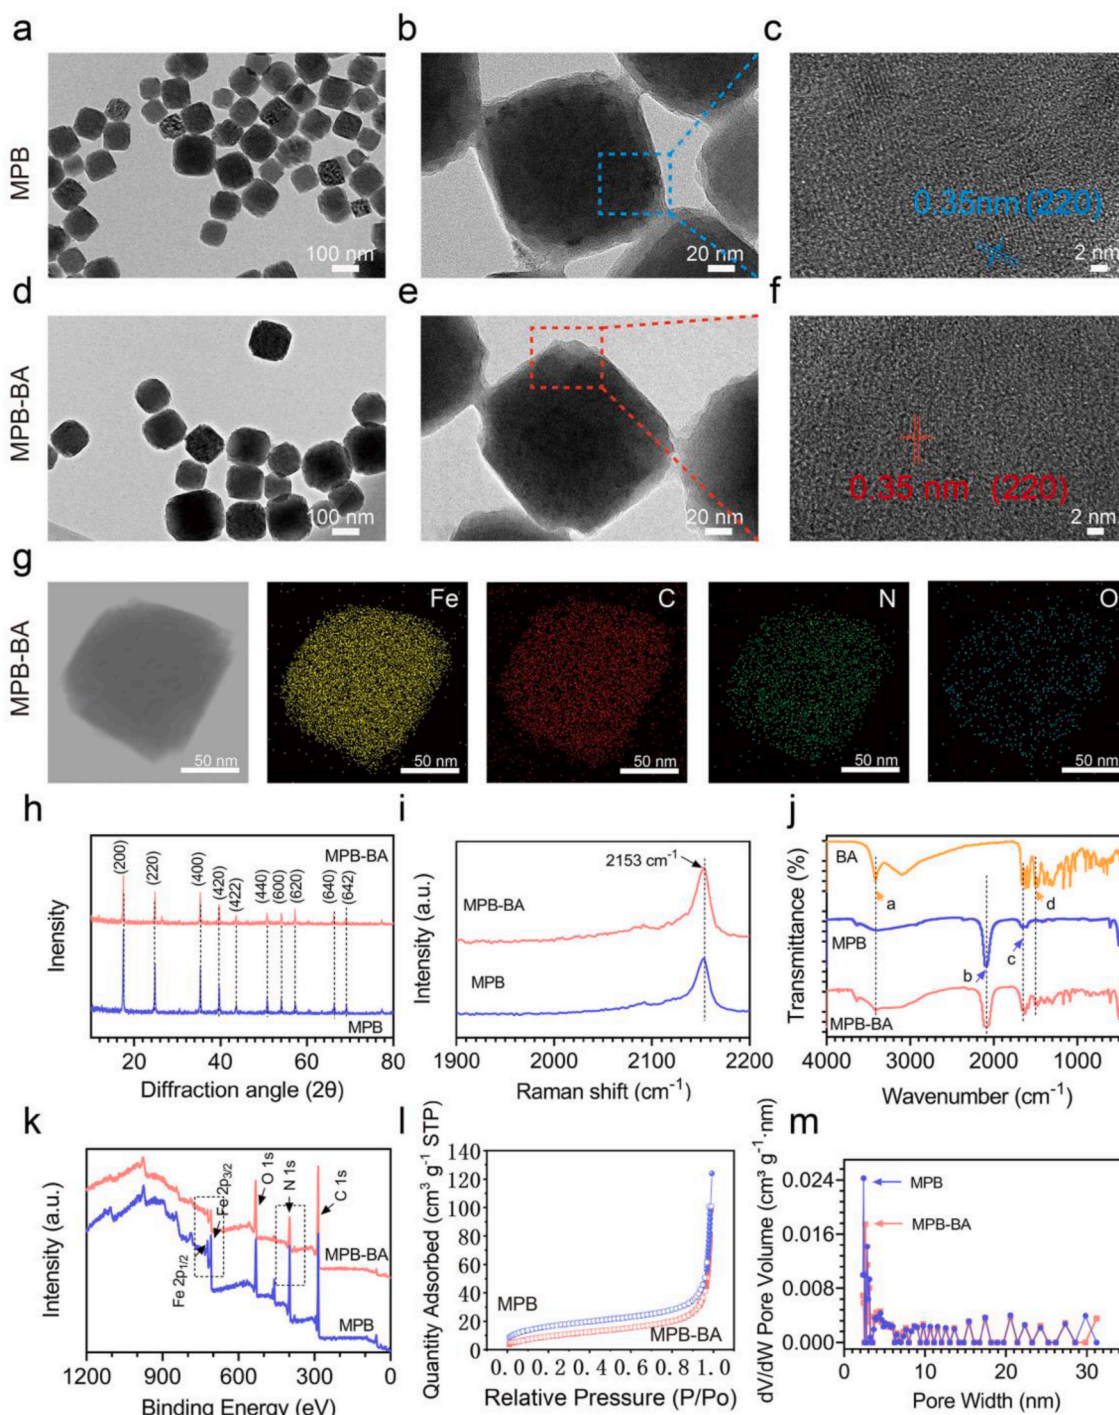 a
b
c
MPB
100 nm
20 nm
0.35nm (220)
2 nm
d
e
f
MPB-BA
100 nm
20 nm
0.35 nm (220)
2 nm
g
MPB-BA
50 nm
Fe
50 nm
C
50 nm
N
50 nm
O
50 nm
h
(200)
(220)
(400)
(420)
(422)
(440)
(600)
(620)
(640)
(642)
MPB-BA
MPB
Inensity
20 40 60 80
Diffraction angle (2θ)
i
2153 cm⁻¹
MPB-BA
MPB
Intensity (a.u.)
1900 2000 2100 2200
Raman shift (cm⁻¹)
j
BA
a
d
MPB
c
b
MPB-BA
Transmittance (%)
4000 3000 2000 1000
Wavenumber (cm⁻¹)
k
Fe 2p1/2
Fe 2p3/2
O 1s
N 1s
C 1s
MPB-BA
MPB
Intensity (a.u.)
1200 900 600 300 0
Binding Energy (eV)
l
Quantity Adsorbed (cm³ g⁻¹ STP)
140
120
100
80
60
40
20
0
MPB
MPB-BA
0.0 0.2 0.4 0.6 0.8 1.0
Relative Pressure (P/Po)
m
dV/dW Pore Volume (cm³ g⁻¹·nm)
0.024
0.016
0.008
0.000
MPB
MPB-BA
0 10 20 30
Pore Width (nm)